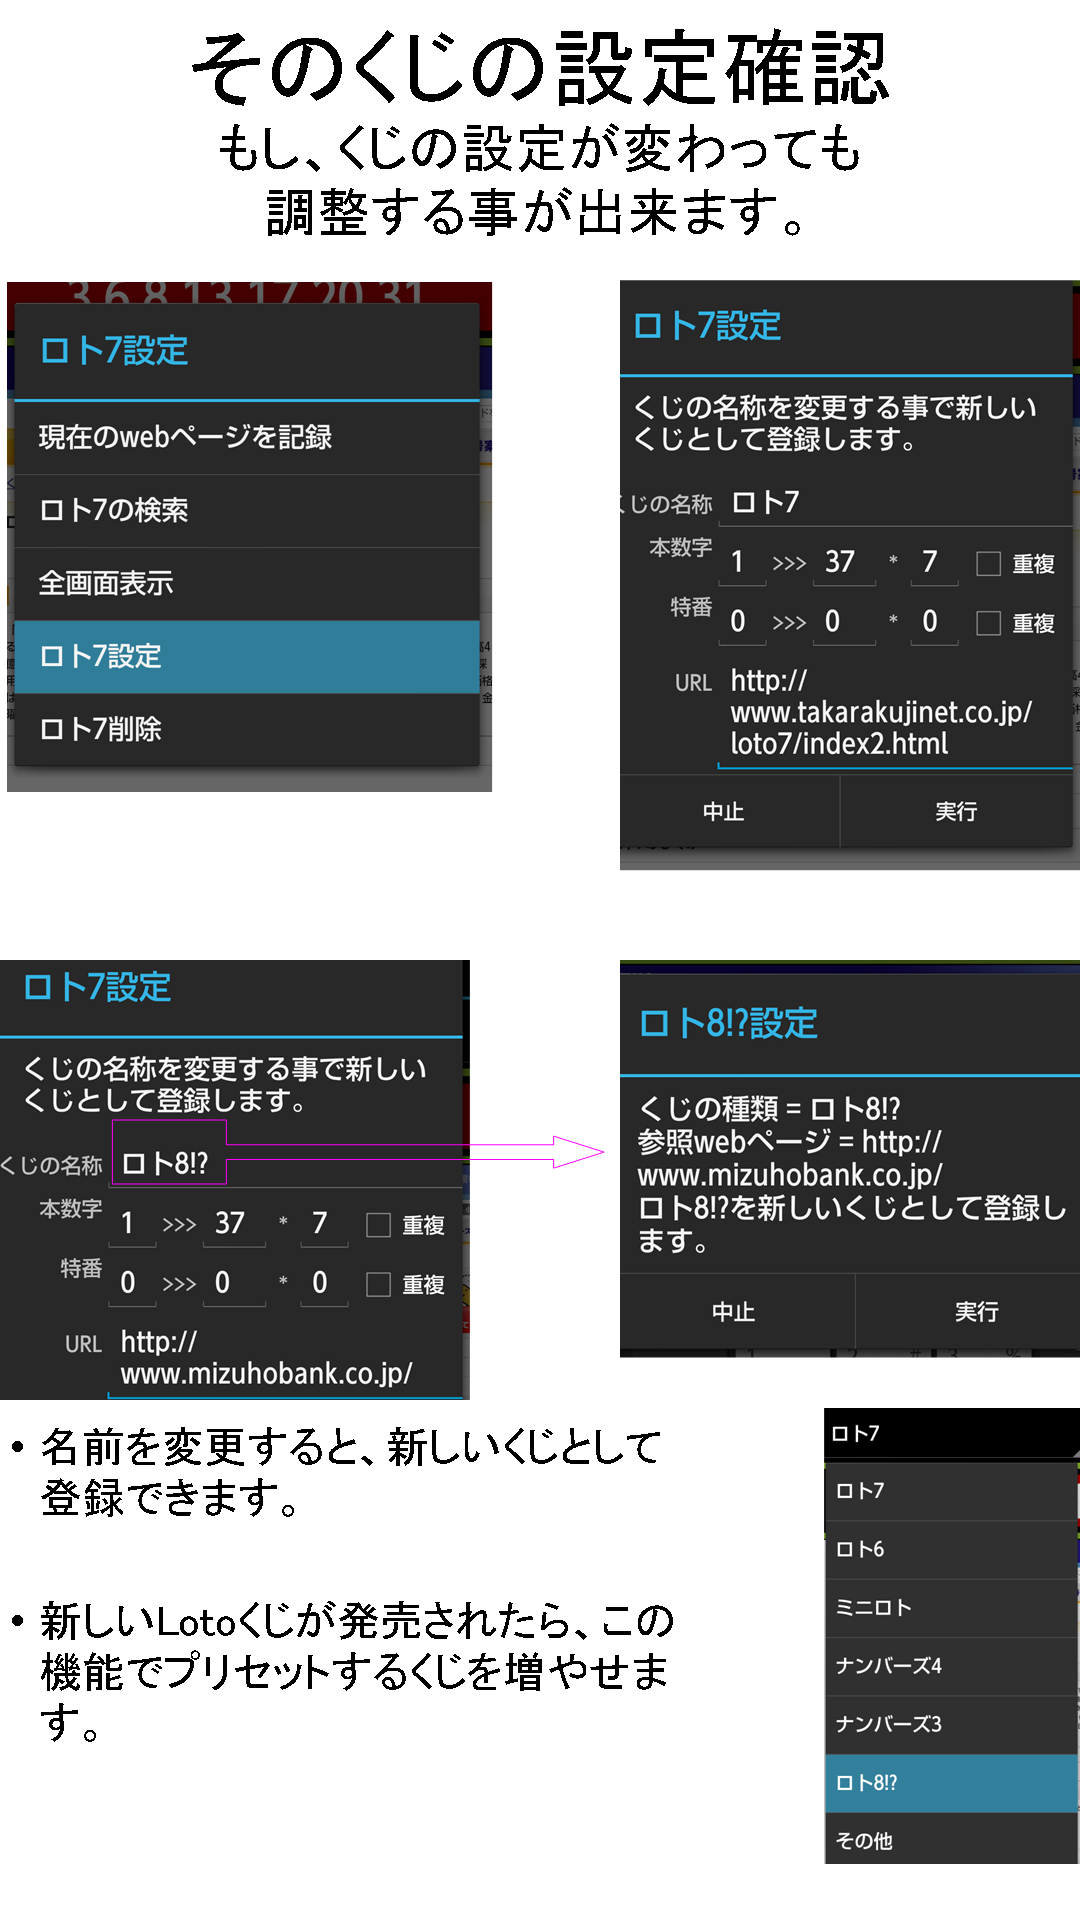 そのくじの設定確認
もし、くじの設定が変わっても
調整する事が出来ます。
3 6 8 13 17 20 31
ロト7設定
現在のwebページを記録
ロト7の検索
全画面表示
ロト7設定
ロト7削除
ロト7設定
くじの名称を変更する事で新しい
くじとして登録します。
くじの名称 ロト7
本数字 1 >>> 37 * 7 重複
特番 0 >>> 0 * 0 重複
URL http://
www.takarakujinet.co.jp/
loto7/index2.html
中止 実行
ロト7設定
くじの名称を変更する事で新しい
くじとして登録します。
くじの名称 ロト8!?
本数字 1 >>> 37 * 7 重複
特番 0 >>> 0 * 0 重複
URL http://
www.mizuhobank.co.jp/
ロト8!?設定
くじの種類 = ロト8!?
参照webページ = http://
www.mizuhobank.co.jp/
ロト8!?を新しいくじとして登録し
ます。
中止 実行
• 名前を変更すると、新しいくじとして
登録できます。
• 新しいLotoくじが発売されたら、この
機能でプリセットするくじを増やせま
す。
ロト7
ロト7
ロト6
ミニロト
ナンバーズ4
ナンバーズ3
ロト8!?
その他